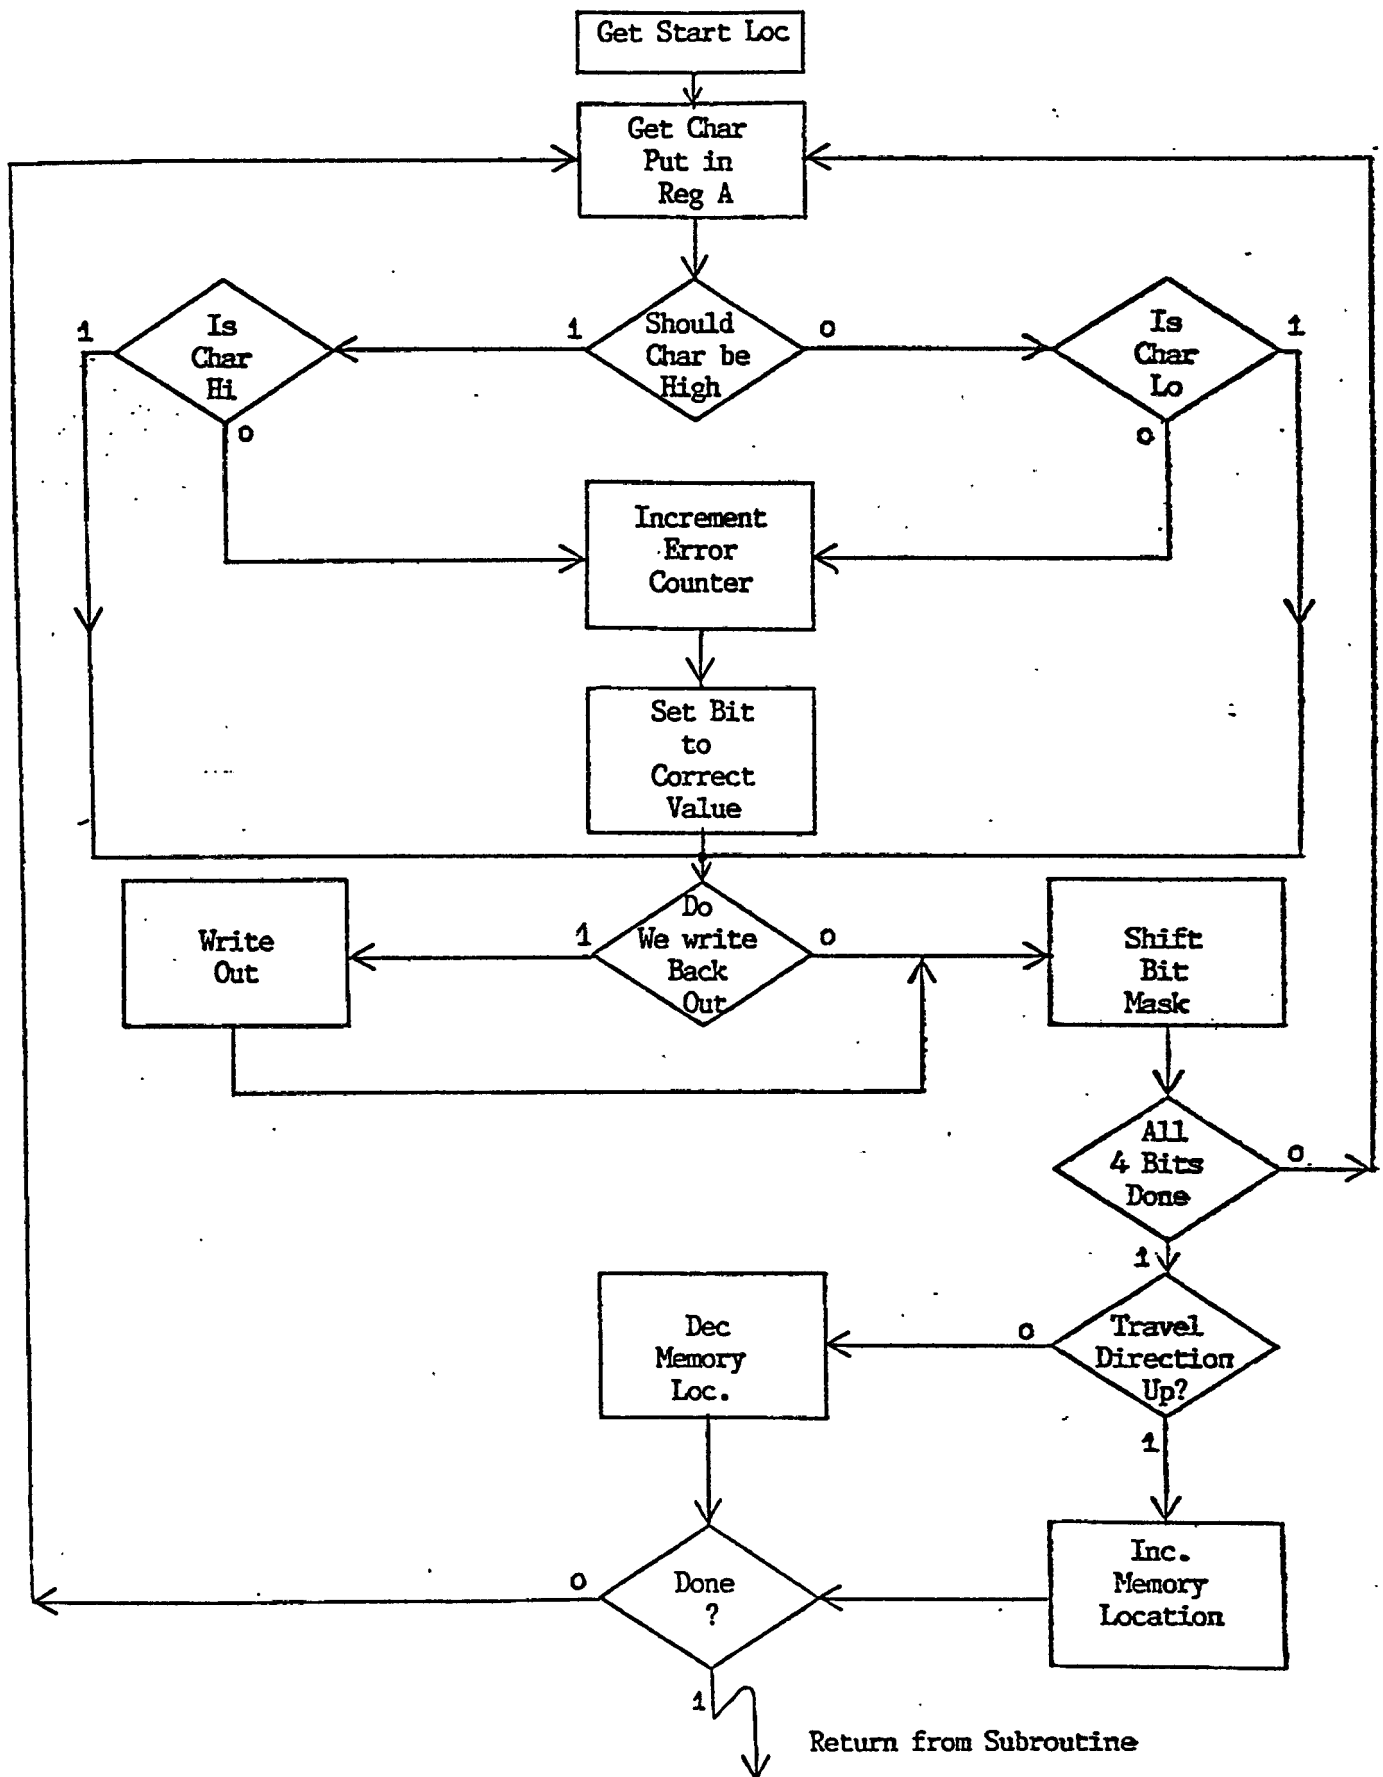 Get Start Loc
Get Char
Put in
Reg A
1
Is
Char
Hi
0
1
Should
Char be
High
0
Is
Char
Lo
1
0
Increment
Error
Counter
Set Bit
to
Correct
Value
Write
Out
1
Do
We write
Back
Out
0
Shift
Bit
Mask
All
4 Bits
Done
0
1
Dec
Memory
Loc.
0
Travel
Direction
Up?
1
0
Done
?
1
Inc.
Memory
Location
Return from Subroutine